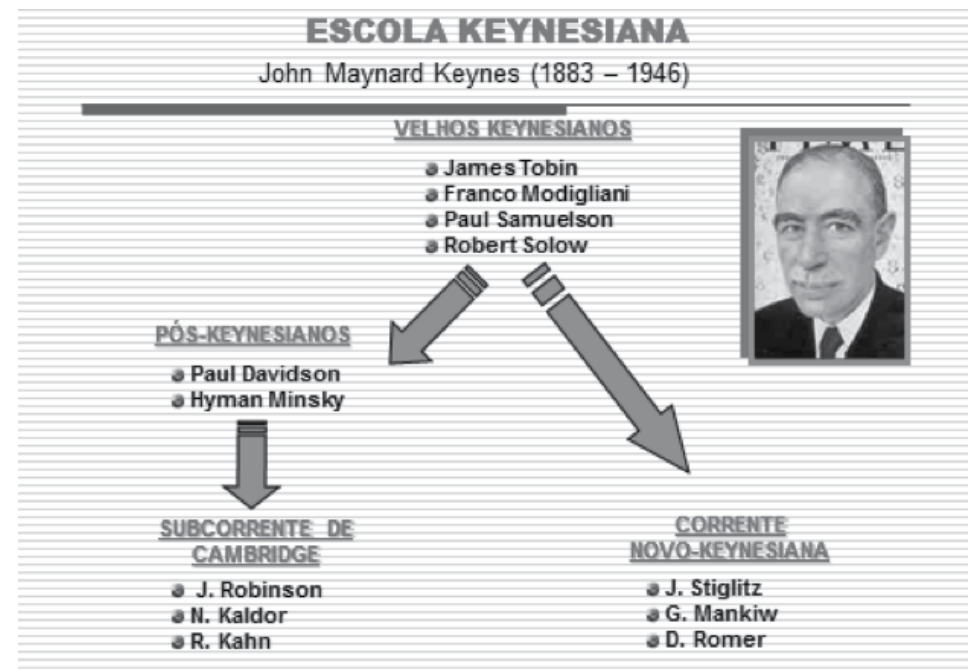 ESCOLA KEYNESIANA
John Maynard Keynes (1883 – 1946)
VELHOS KEYNESIANOS
James Tobin
Franco Modigliani
Paul Samuelson
Robert Solow
PÓS-KEYNESIANOS
Paul Davidson
Hyman Minsky
SUBCORRENTE DE
CAMBRIDGE
J. Robinson
N. Kaldor
R. Kahn
CORRENTE
NOVO-KEYNESIANA
J. Stiglitz
G. Mankiw
D. Romer